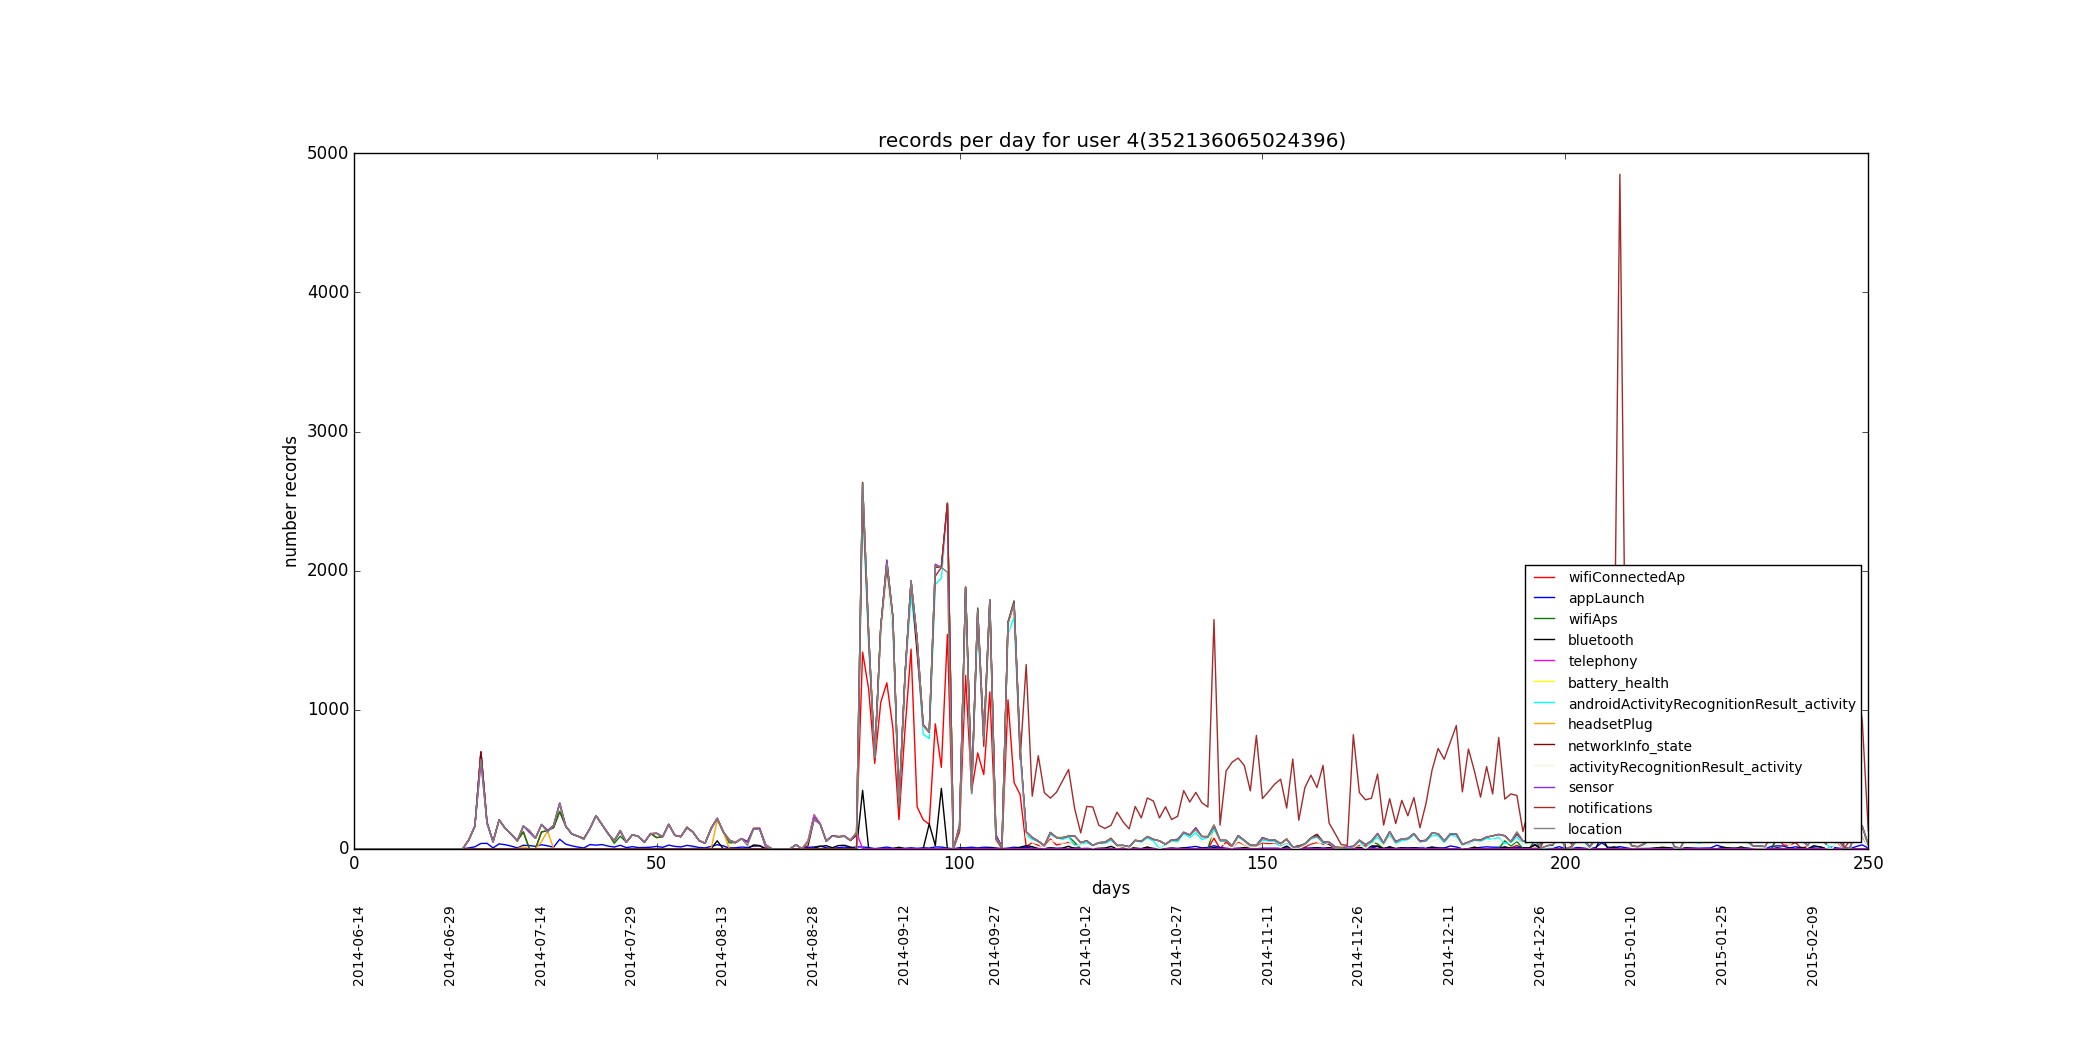 records per day for user 4(352136065024396)
5000
4000
3000
2000
1000
0
number records
wifiConnectedAp
appLaunch
wifiAps
bluetooth
telephony
battery_health
androidActivityRecognitionResult_activity
headsetPlug
networkInfo_state
activityRecognitionResult_activity
sensor
notifications
location
0 50 100 150 200 250
days
2014-06-14 2014-06-29 2014-07-14 2014-07-29 2014-08-13 2014-08-28 2014-09-12 2014-09-27 2014-10-12 2014-10-27 2014-11-11 2014-11-26 2014-12-11 2014-12-26 2015-01-10 2015-01-25 2015-02-09